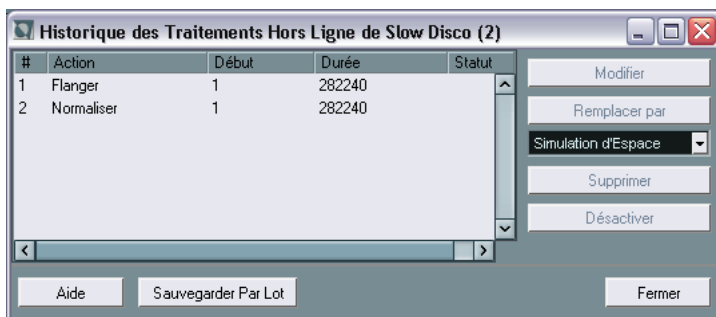 Historique des Traitements Hors Ligne de Slow Disco (2)
# Action Début Durée Statut
1 Flanger 1 282240
2 Normaliser 1 282240
Modifier
Remplacer par
Simulation d'Espace
Supprimer
Désactiver
Aide Sauvegarder Par Lot Fermer